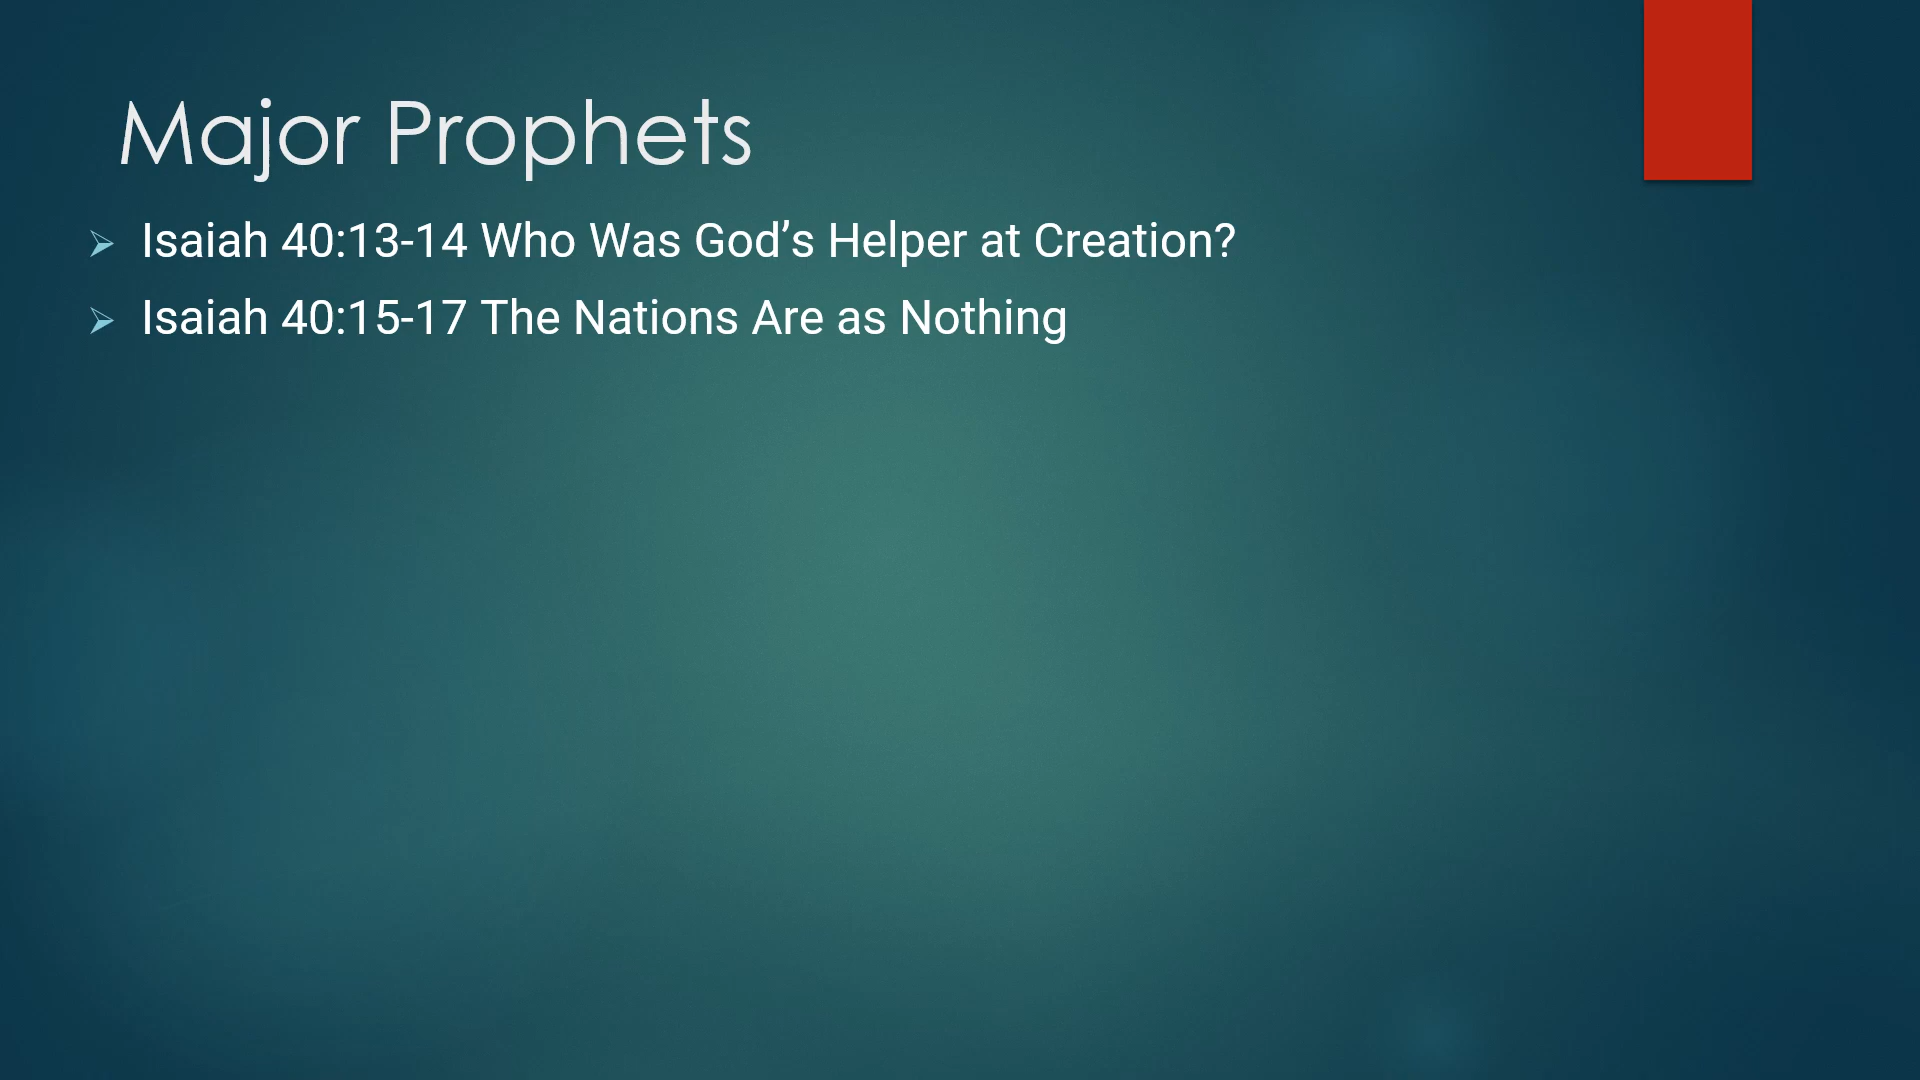 Major Prophets
Isaiah 40:13-14 Who Was God’s Helper at Creation?
Isaiah 40:15-17 The Nations Are as Nothing